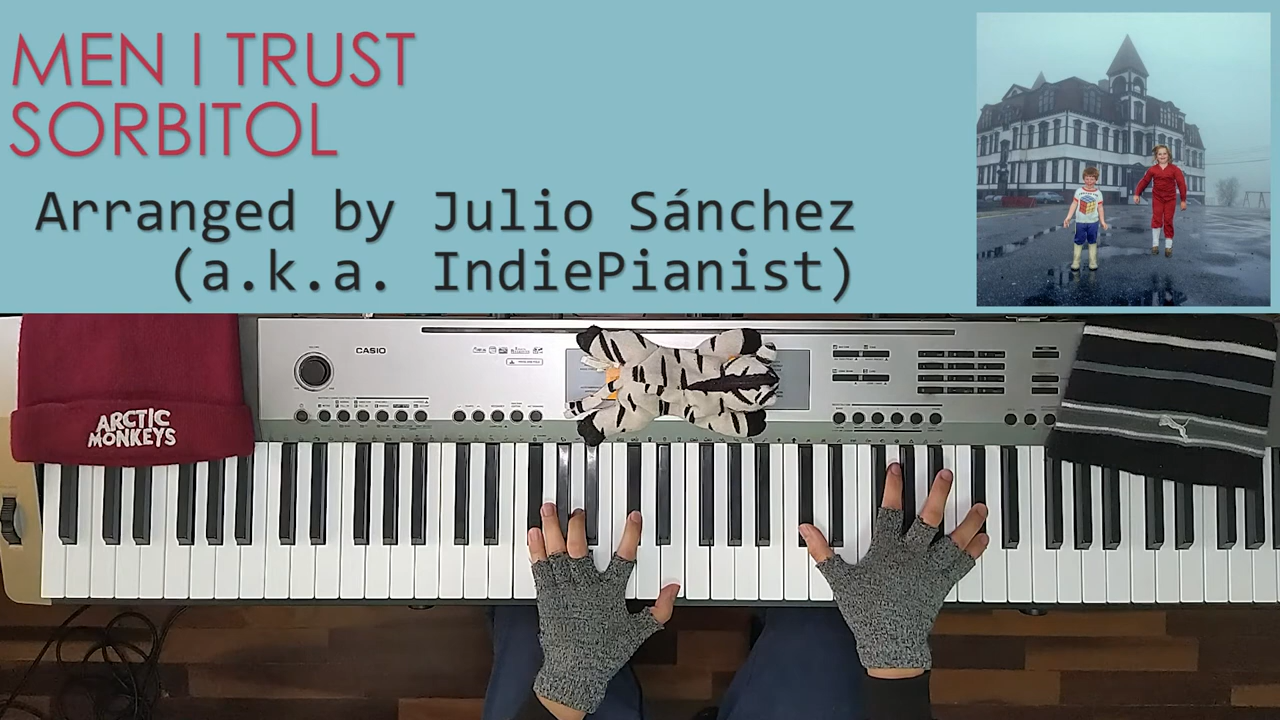 MEN I TRUST
SORBITOL
Arranged by Julio Sánchez
(a.k.a. IndiePianist)
CASIO
ARCTIC
MONKEYS